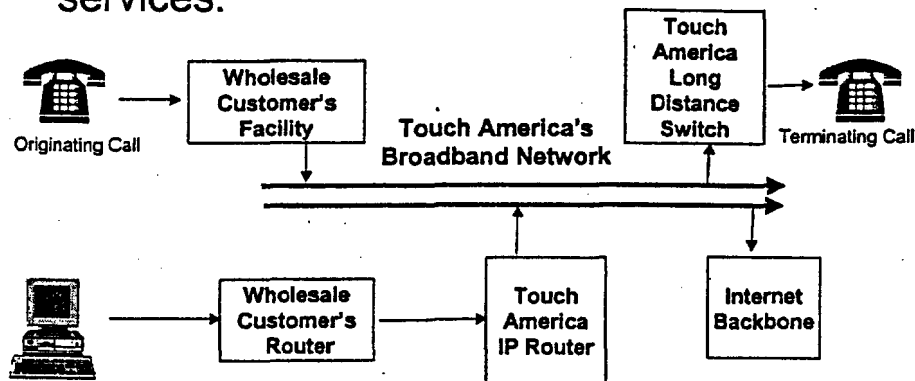 services.
Touch
America
Long
Distance
Switch
Wholesale
Customer's
Facility
Originating Call
Touch America's
Broadband Network
Terminating Call
Wholesale
Customer's
Router
Touch
America
IP Router
Internet
Backbone